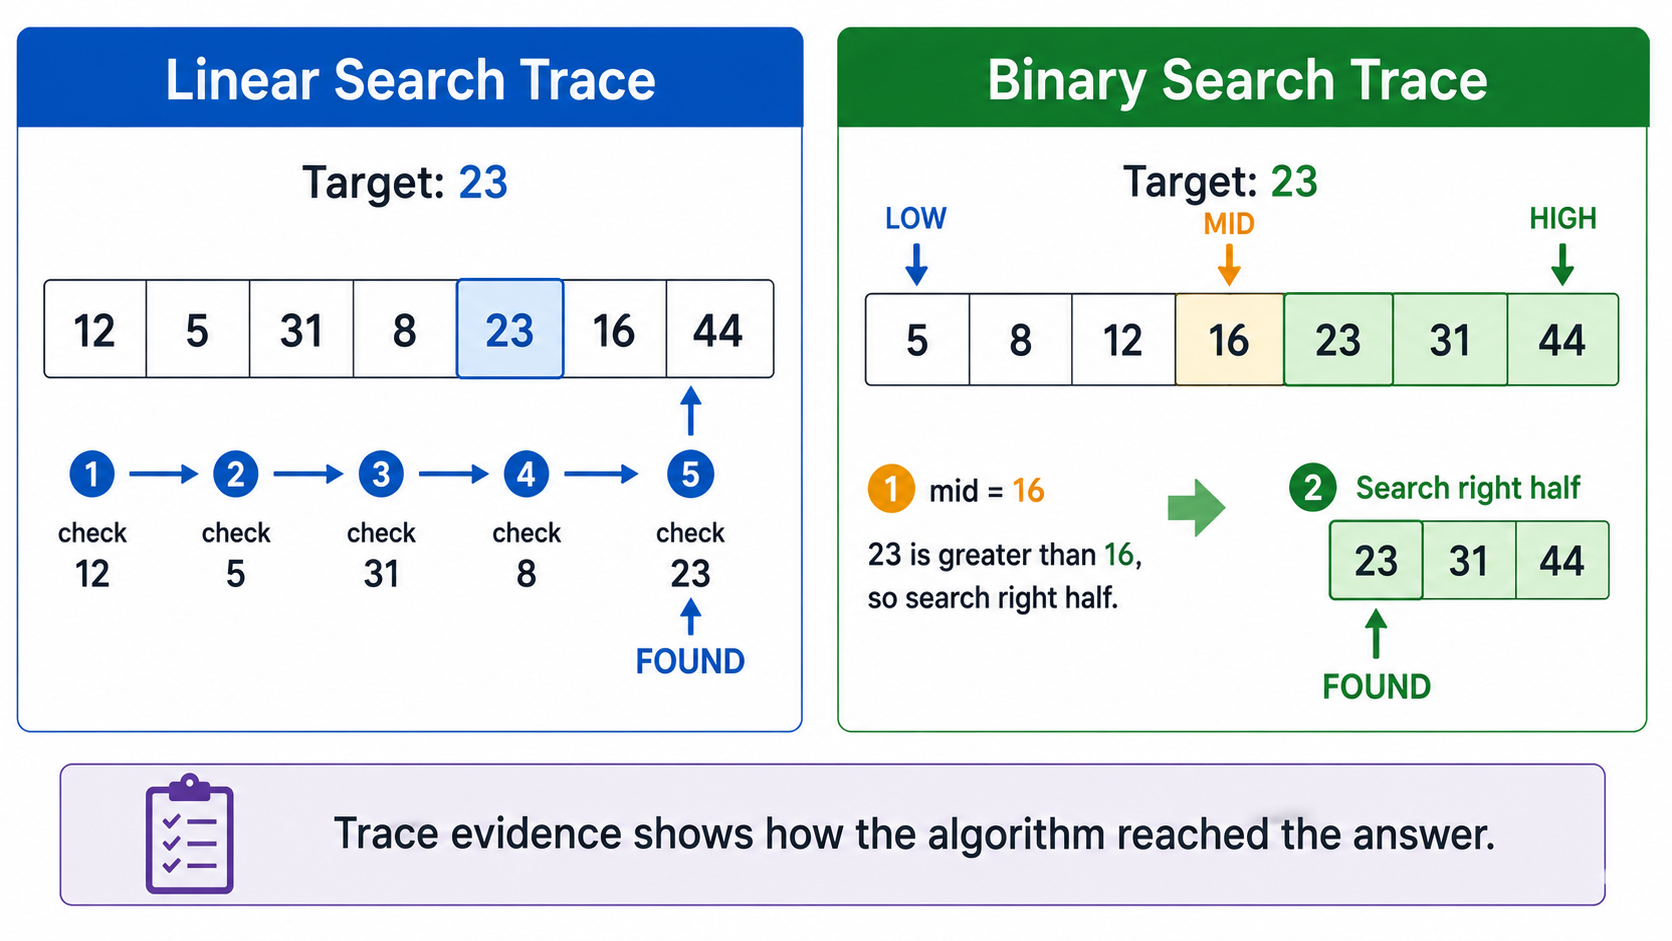 Linear Search Trace
Target: 23
12 5 31 8 23 16 44
1 2 3 4 5
check check check check check
12 5 31 8 23
FOUND
Binary Search Trace
Target: 23
LOW MID HIGH
5 8 12 16 23 31 44
1 mid = 16
23 is greater than 16,
so search right half.
2 Search right half
23 31 44
FOUND
Trace evidence shows how the algorithm reached the answer.